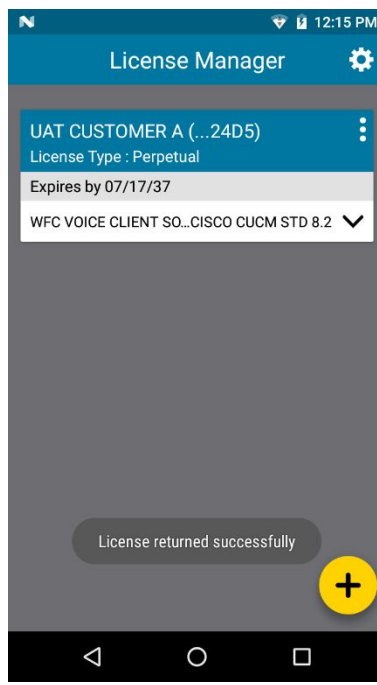 12:15 PM
License Manager
UAT CUSTOMER A (...24D5)
License Type : Perpetual
Expires by 07/17/37
WFC VOICE CLIENT SO...CISCO CUCM STD 8.2
License returned successfully